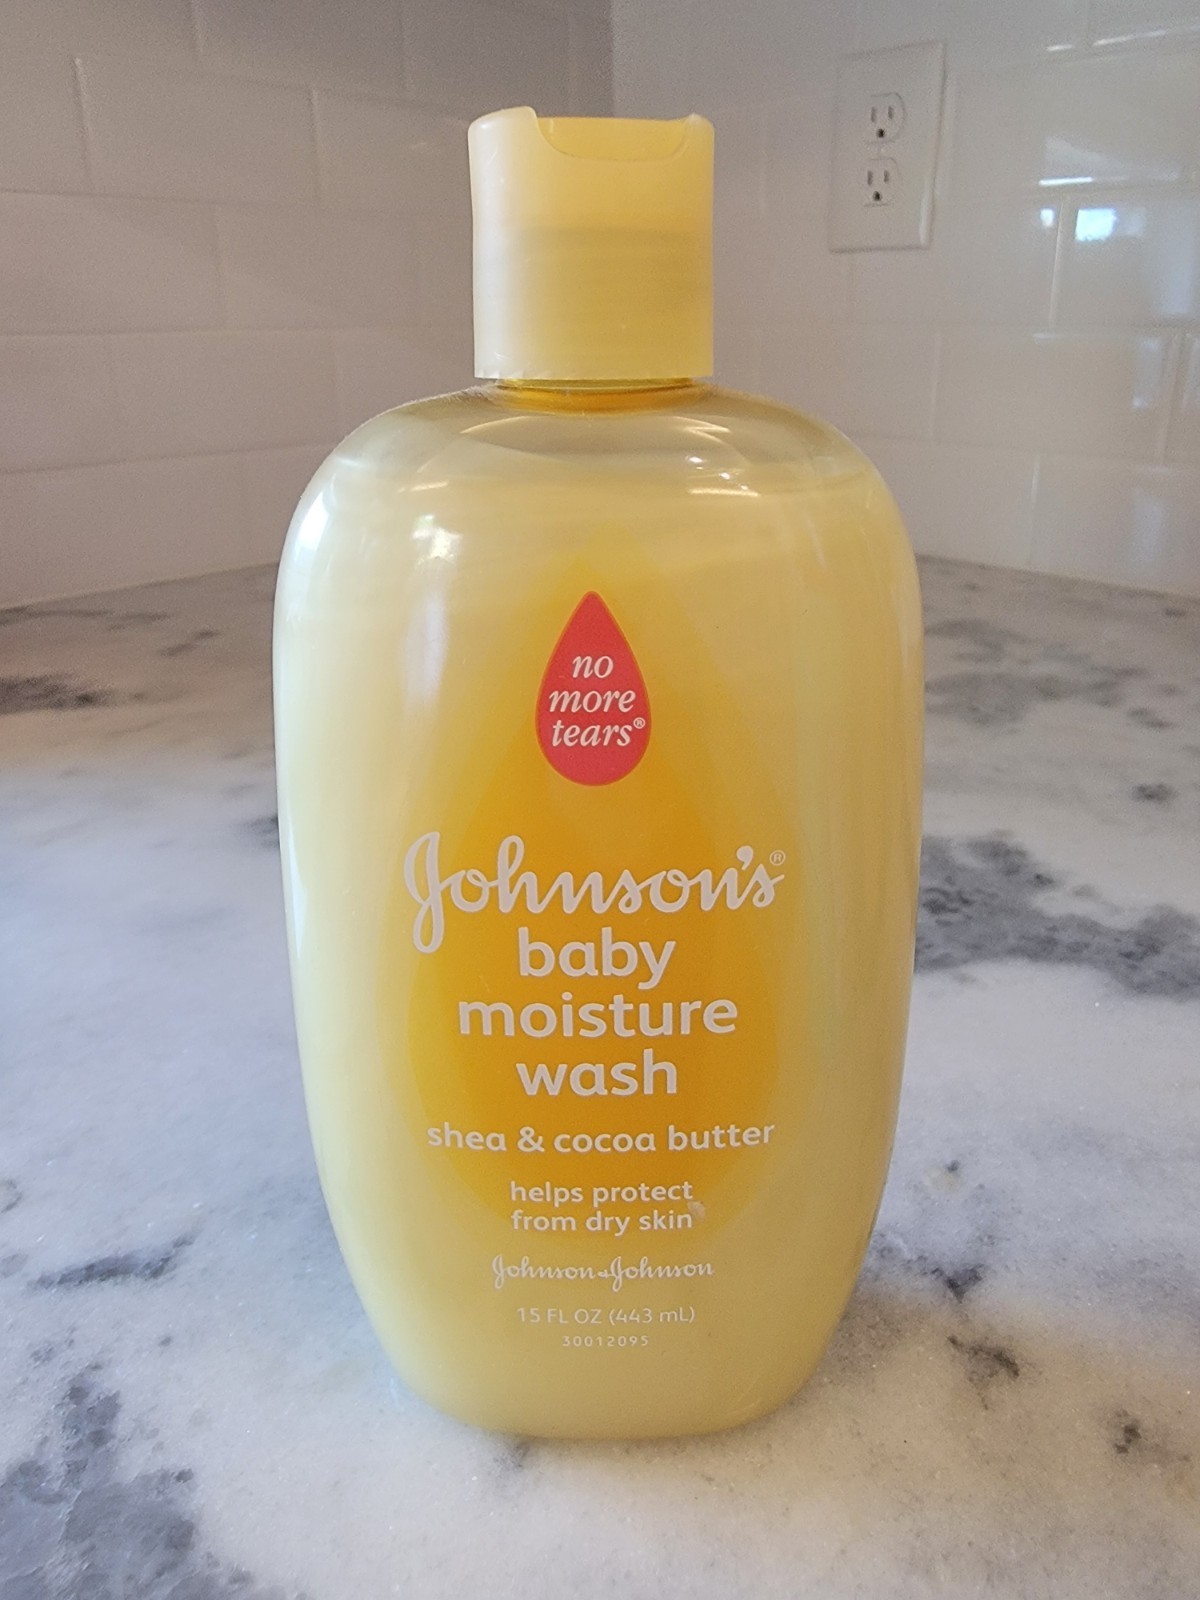 no
more
tears®
Johnson's®
baby
moisture
wash
shea & cocoa butter
helps protect
from dry skin
Johnson & Johnson
15 FL OZ (443 mL)
30012095